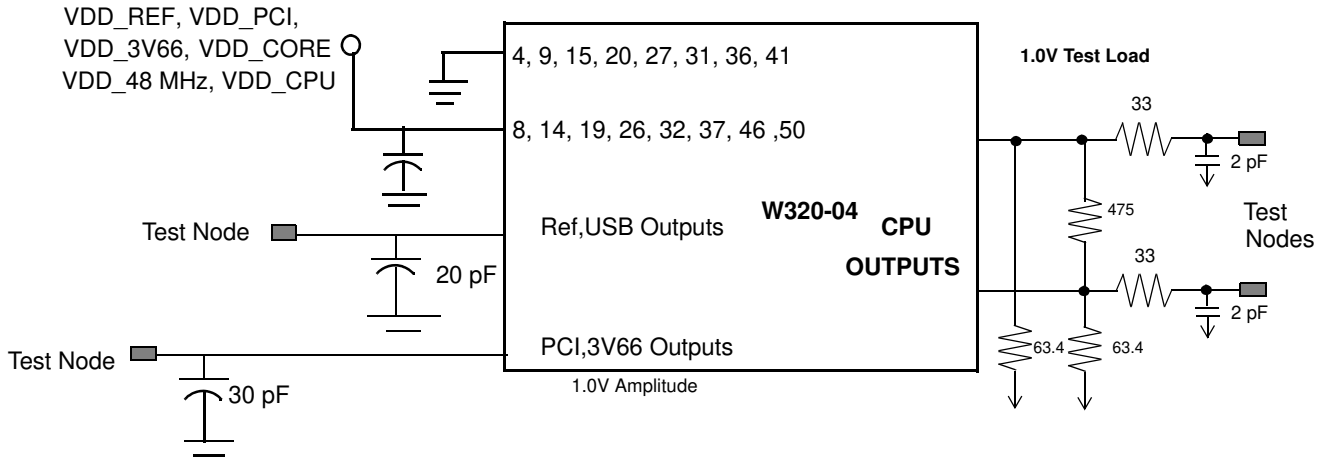 VDD_REF, VDD_PCI,
VDD_3V66, VDD_CORE
VDD_48 MHz, VDD_CPU
4, 9, 15, 20, 27, 31, 36, 41
8, 14, 19, 26, 32, 37, 46 ,50
Test Node
Ref,USB Outputs
20 pF
W320-04
CPU
OUTPUTS
Test Node
PCI,3V66 Outputs
30 pF
1.0V Amplitude
1.0V Test Load
33
2 pF
475
Test
Nodes
33
2 pF
63.4
63.4